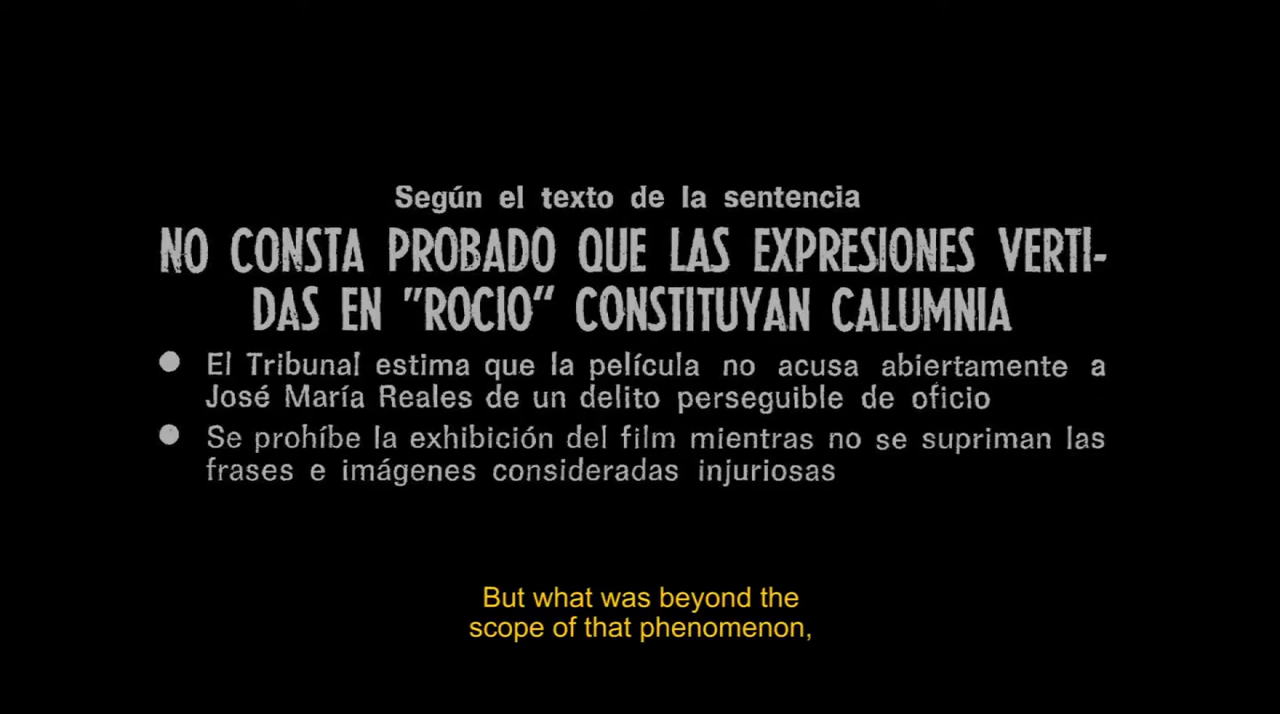 Según el texto de la sentencia
NO CONSTA PROBADO QUE LAS EXPRESIONES VERTI-
DAS EN "ROCIO" CONSTITUYAN CALUMNIA
● El Tribunal estima que la película no acusa abiertamente a
José María Reales de un delito perseguible de oficio
● Se prohíbe la exhibición del film mientras no se supriman las
frases e imágenes consideradas injuriosas
But what was beyond the
scope of that phenomenon,